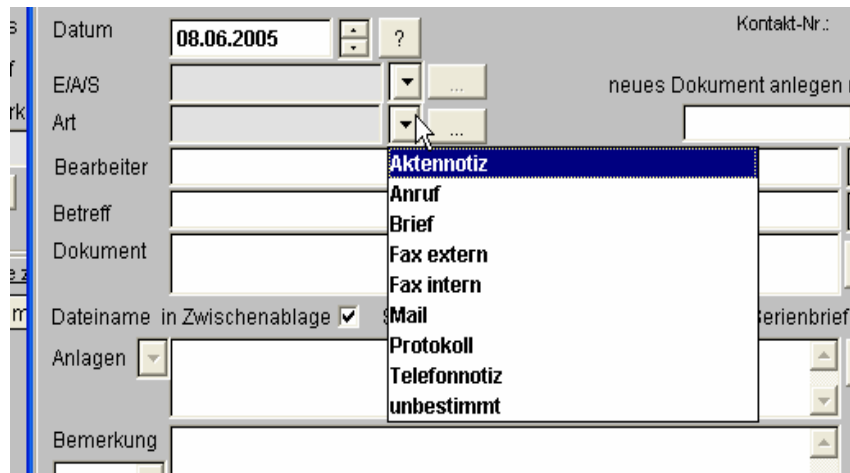 Datum 08.06.2005 ? Kontakt-Nr.:
E/A/S ... neues Dokument anlegen
Art ...
Bearbeiter Aktennotiz
Anruf
Betreff Brief
Dokument Fax extern
Fax intern
Dateiname in Zwischenablage Mail erienbrief
Anlagen Protokoll
Telefonnotiz
unbestimmt
Bemerkung